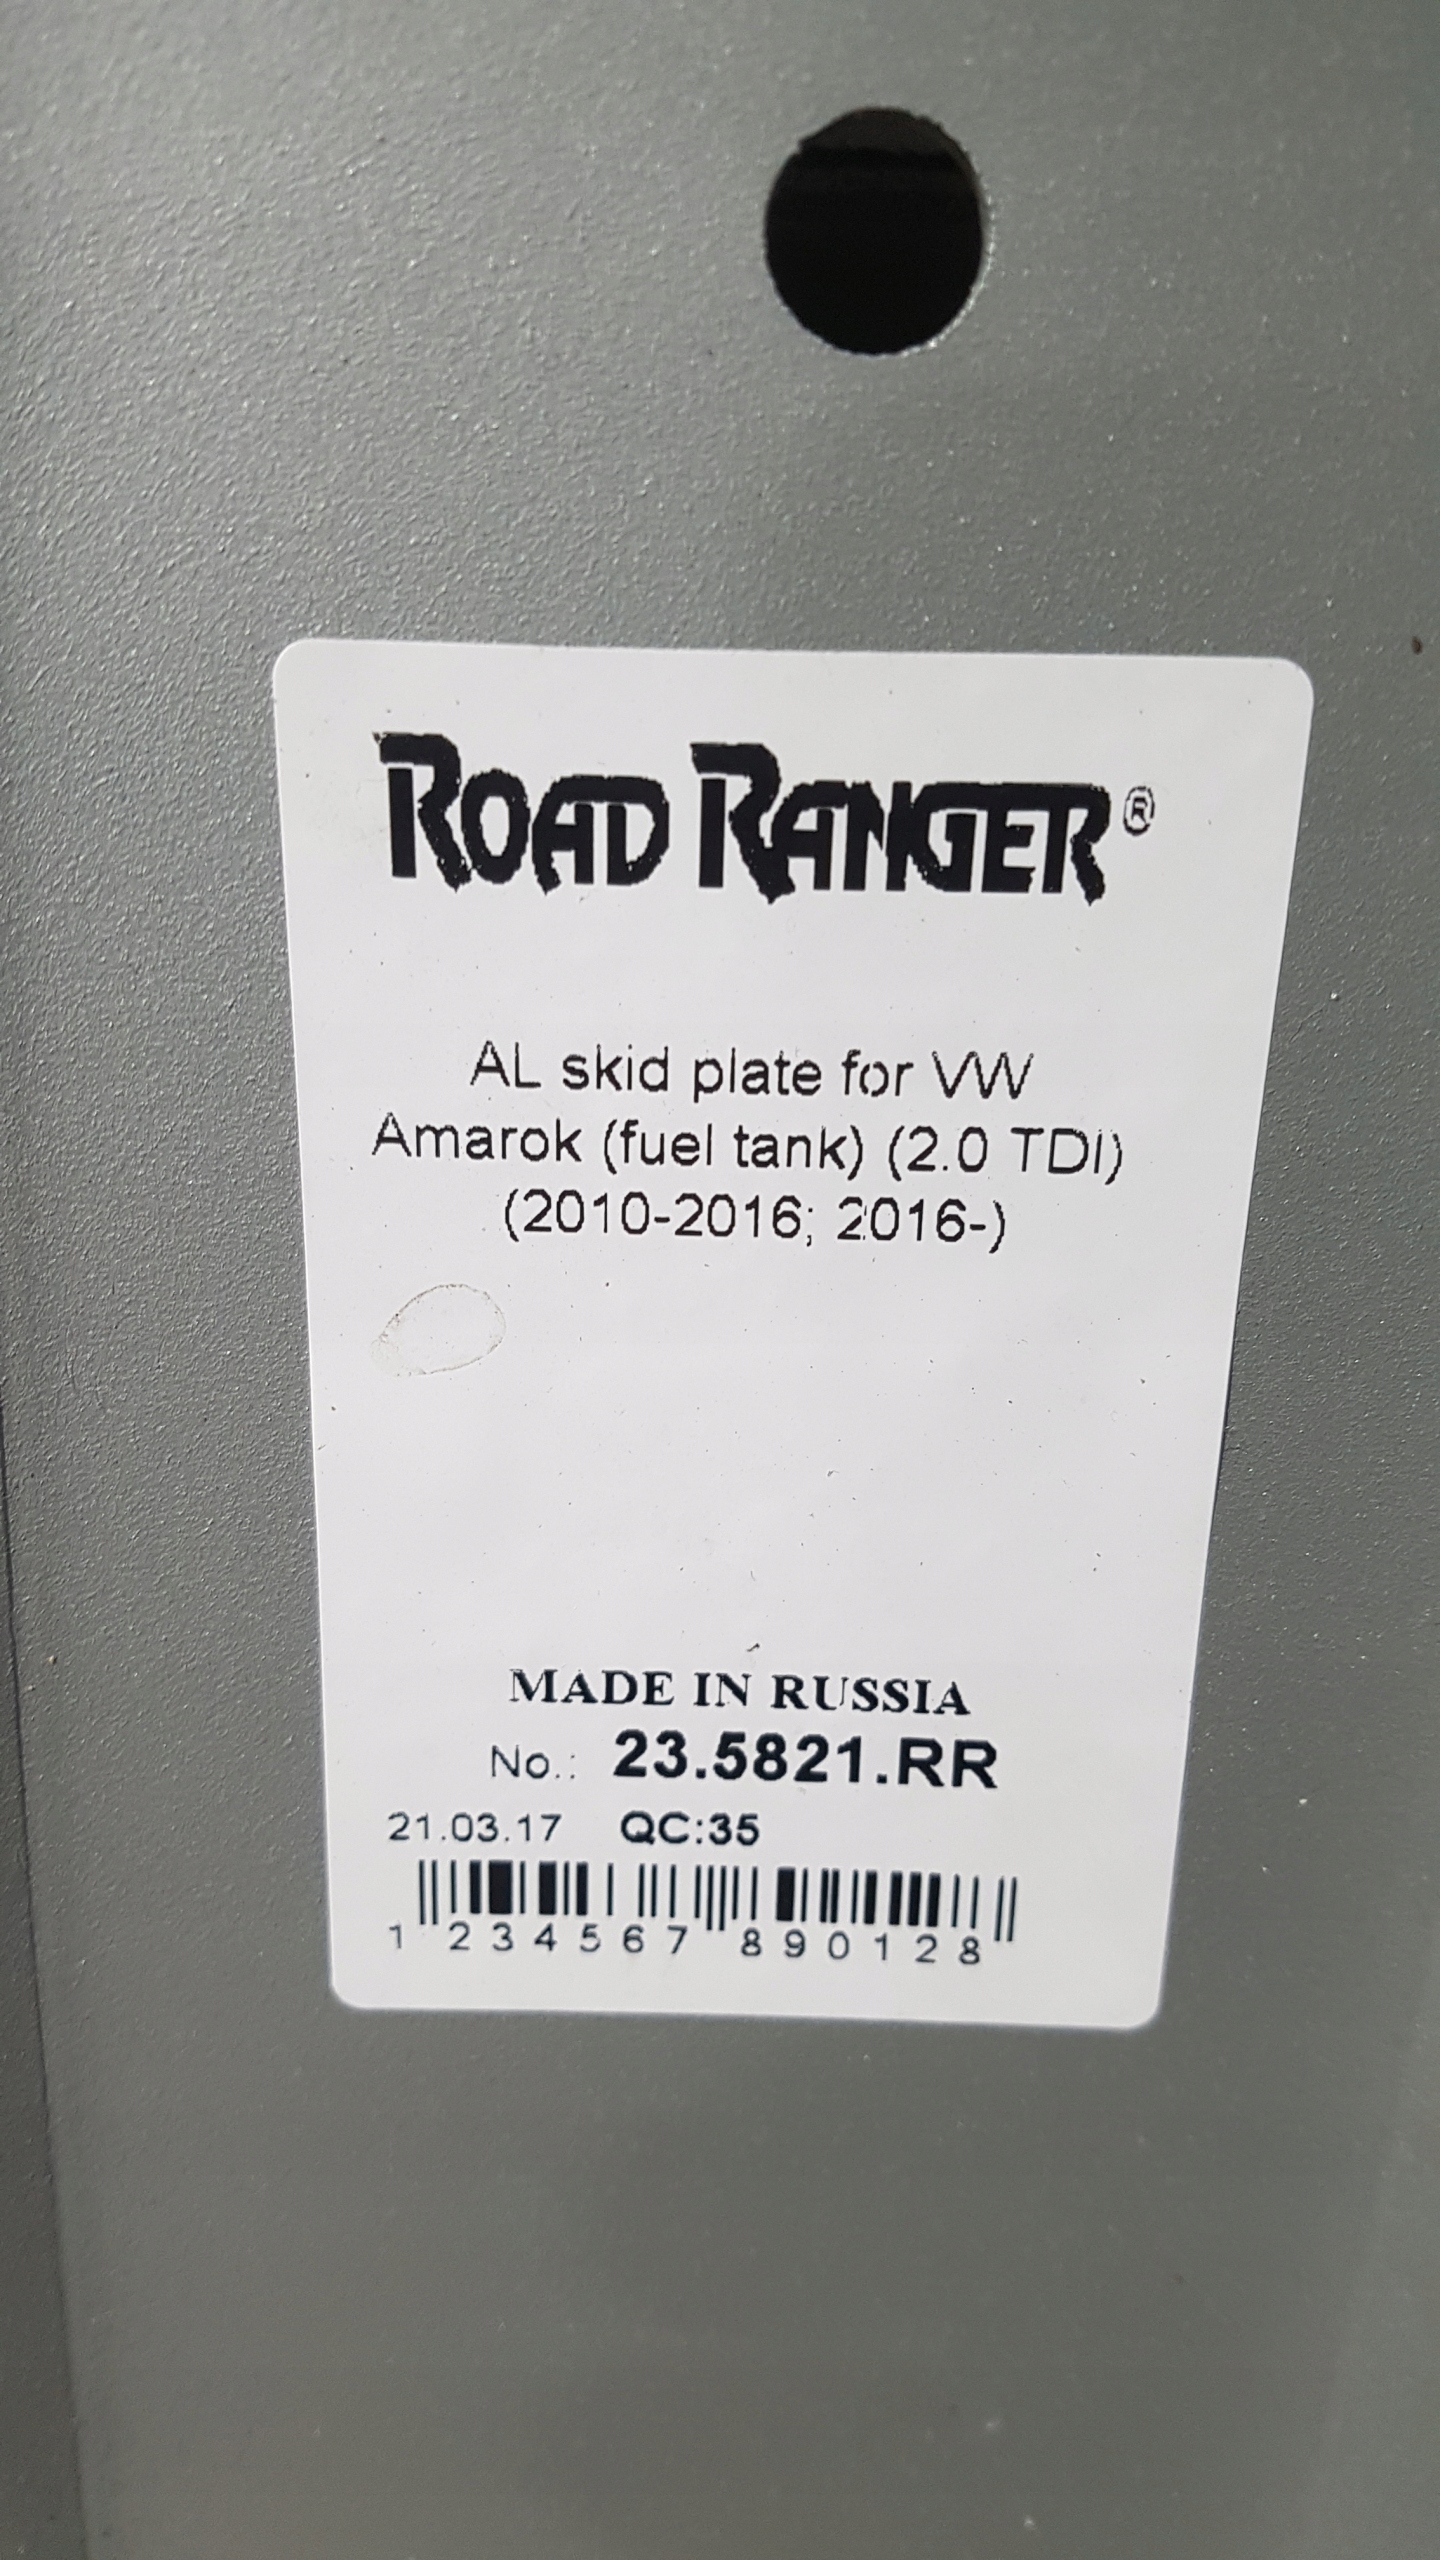 ROAD RANGER®
AL skid plate for VW
Amarok (fuel tank) (2.0 TDI)
(2010-2016; 2016-)
MADE IN RUSSIA
No.: 23.5821.RR
21.03.17 QC:35
1 234567 890128